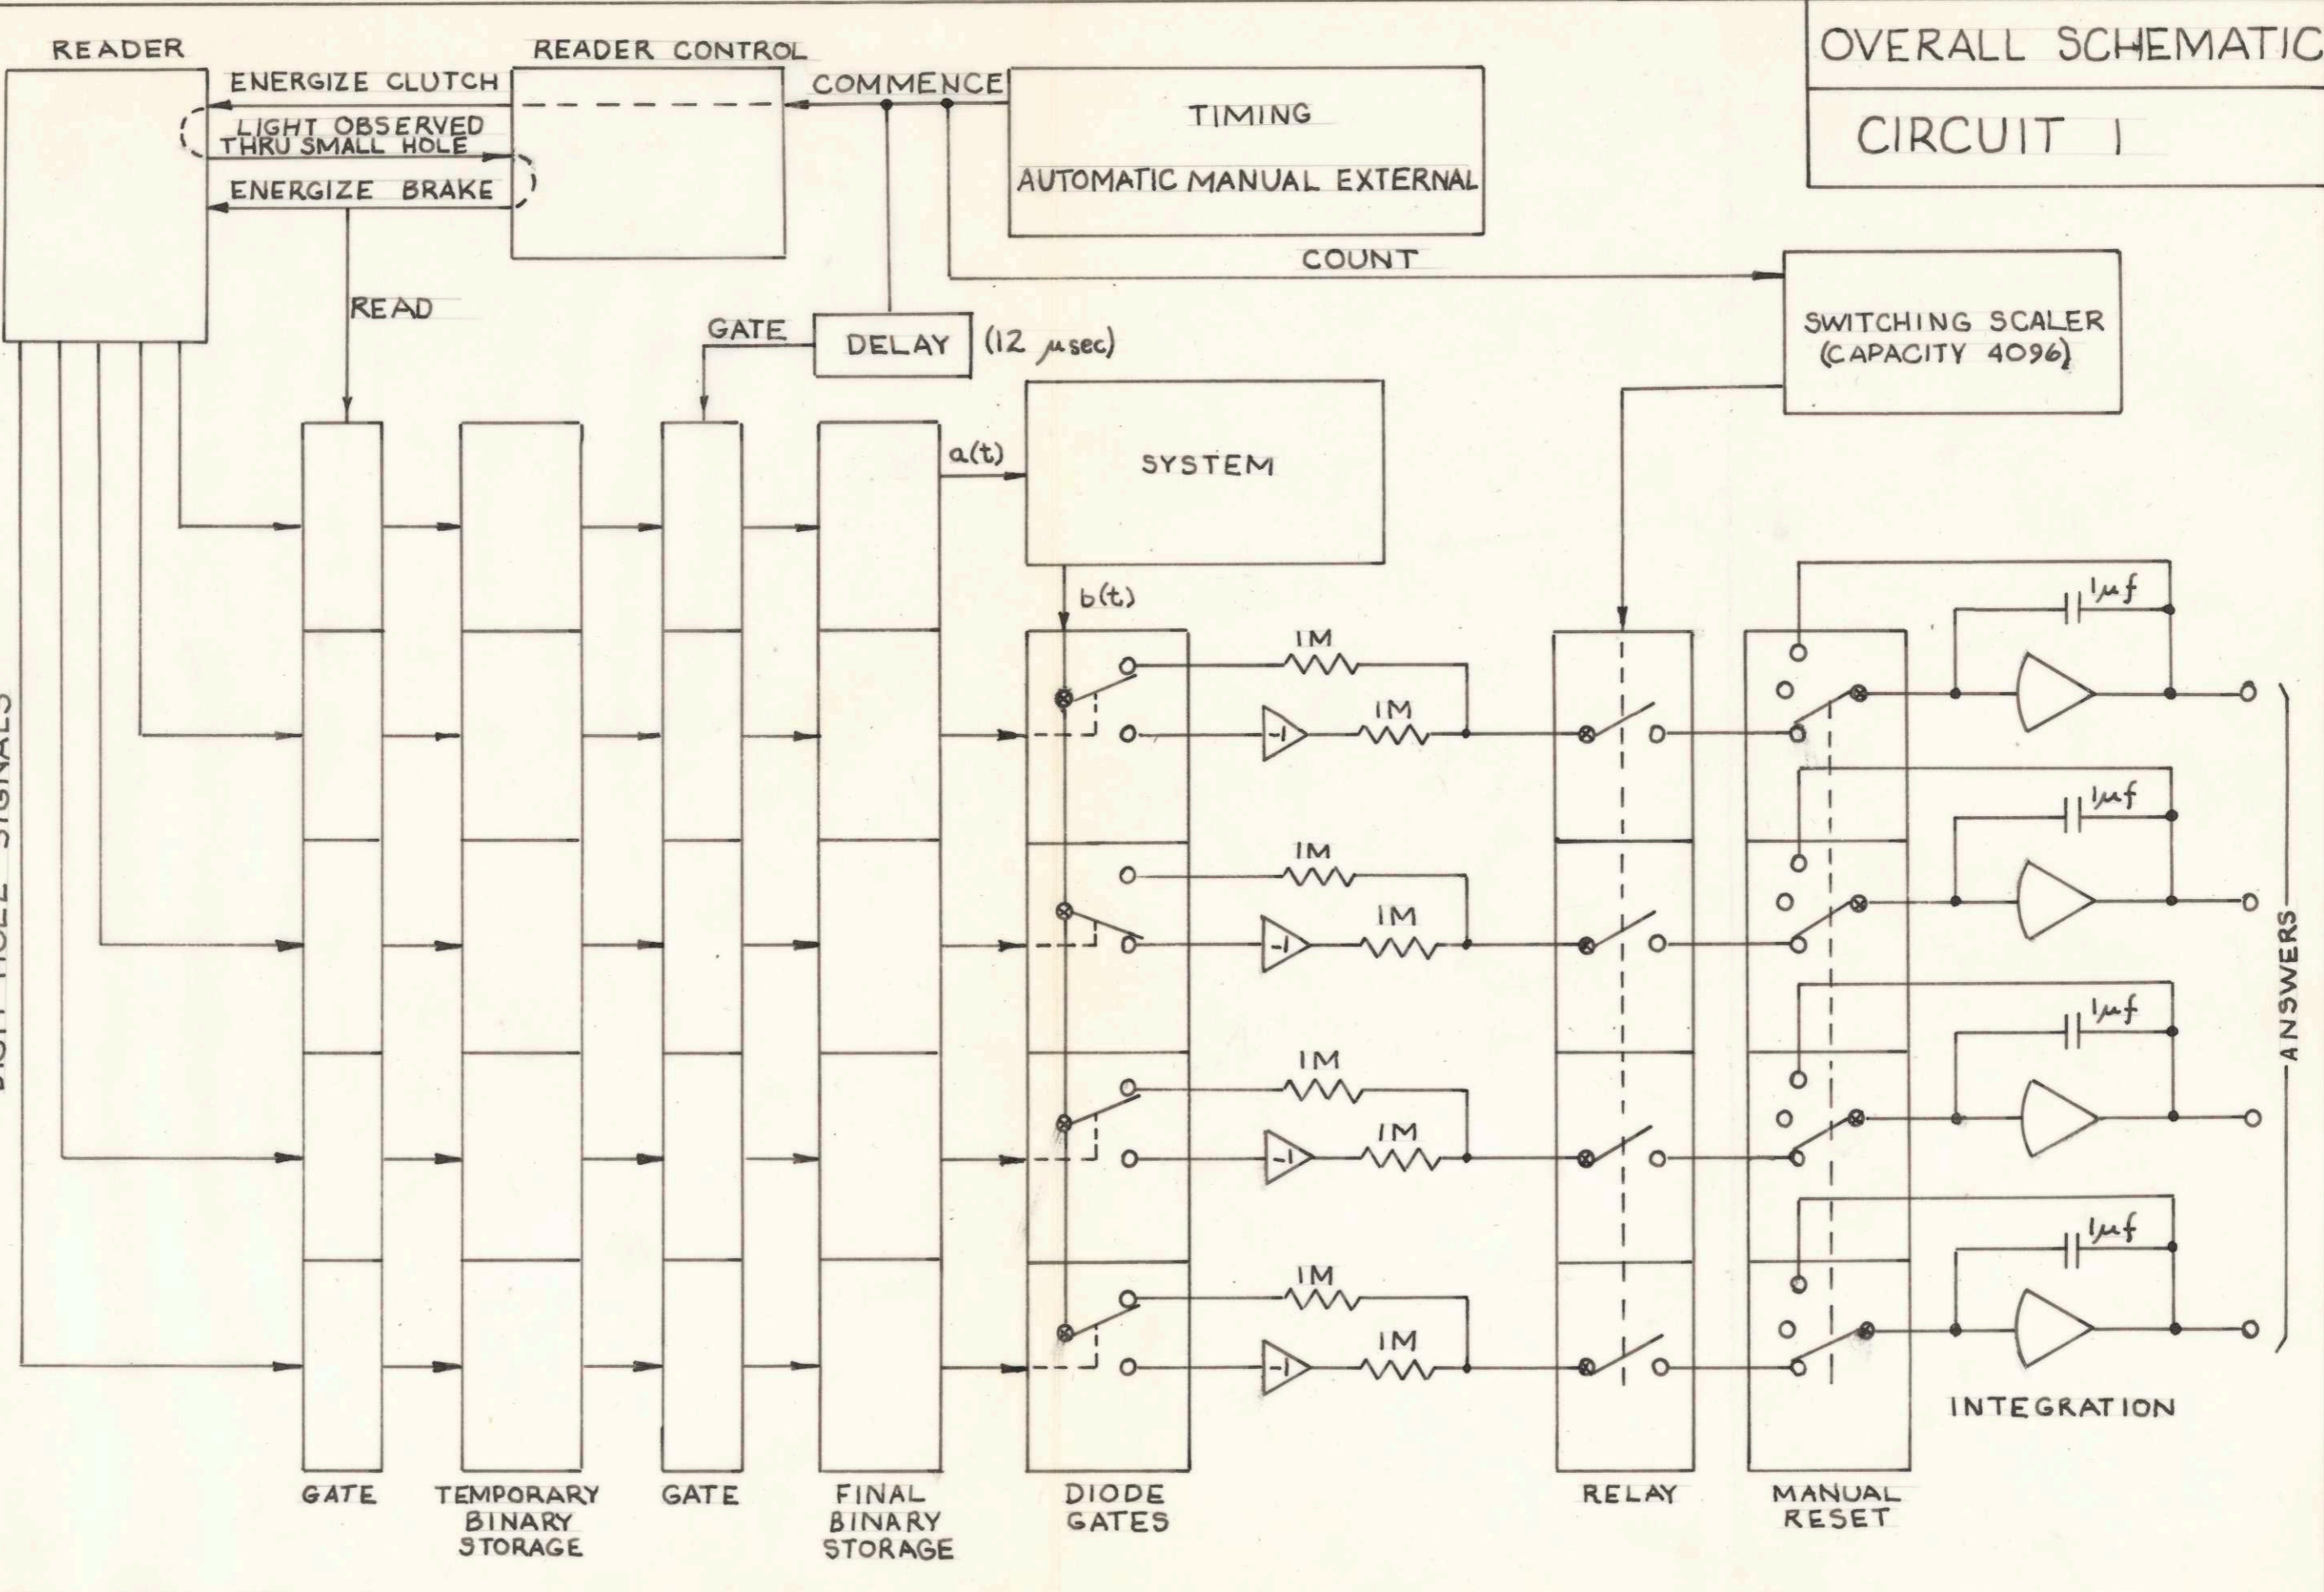 OVERALL SCHEMATIC
CIRCUIT 1
READER
READER CONTROL
ENERGIZE CLUTCH
COMMENCE
LIGHT OBSERVED
THRU SMALL HOLE
ENERGIZE BRAKE
TIMING
AUTOMATIC MANUAL EXTERNAL
COUNT
SWITCHING SCALER
(CAPACITY 4096)
READ
GATE
DELAY
(12 μsec)
a(t)
SYSTEM
b(t)
1M
1M
1μf
-1
1M
1M
1μf
-1
1M
1M
1μf
-1
1M
1M
1μf
-1
SIGNALS
ANSWERS
INTEGRATION
GATE
TEMPORARY
BINARY
STORAGE
GATE
FINAL
BINARY
STORAGE
DIODE
GATES
RELAY
MANUAL
RESET